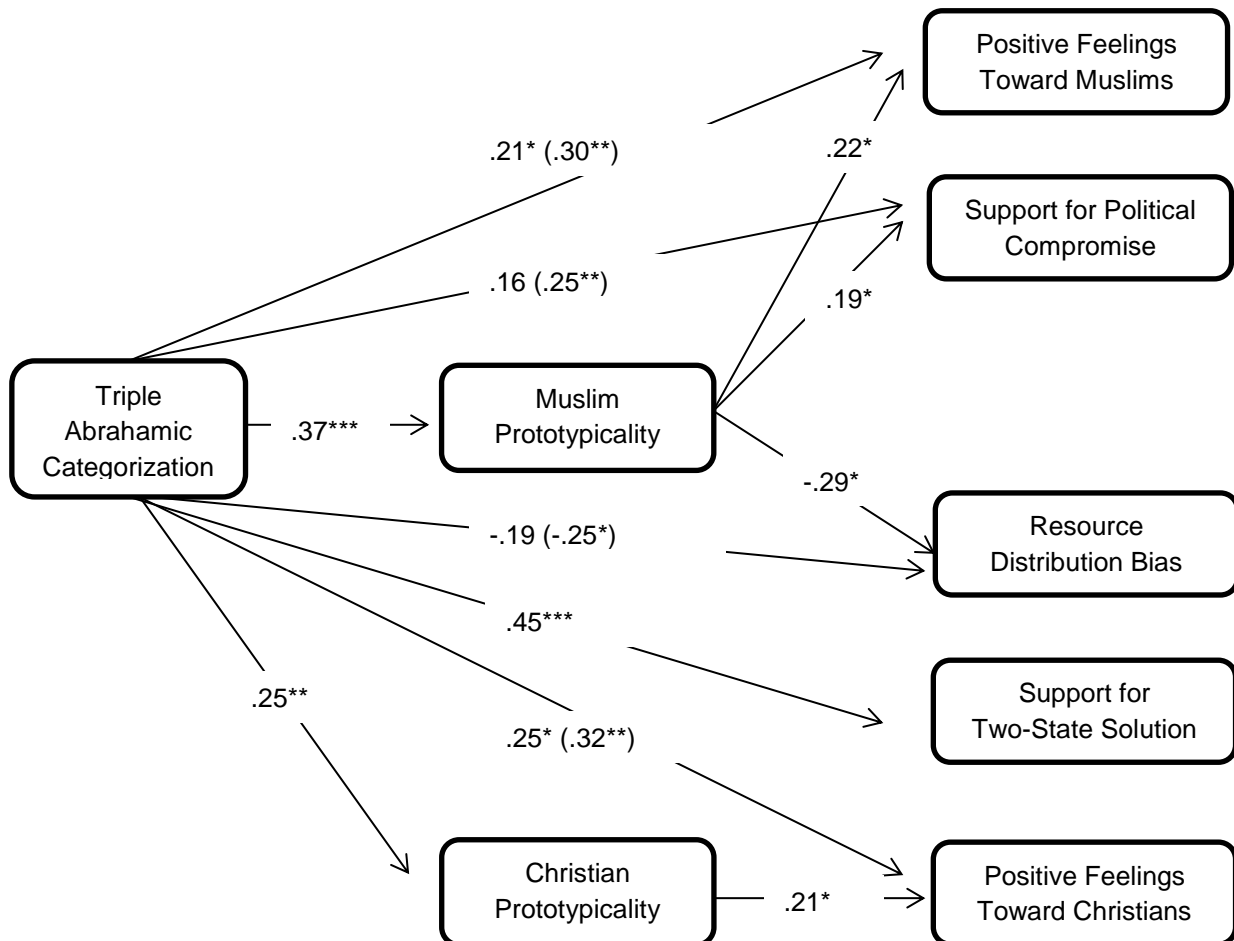 Positive Feelings
Toward Muslims
.21* (.30**)
.22*
Support for Political
Compromise
.16 (.25**)
.19*
Triple
Abrahamic
Categorization
.37***
Muslim
Prototypicality
-.29*
-.19 (-.25*)
Resource
Distribution Bias
.45***
.25**
Support for
Two-State Solution
.25* (.32**)
Christian
Prototypicality
.21*
Positive Feelings
Toward Christians